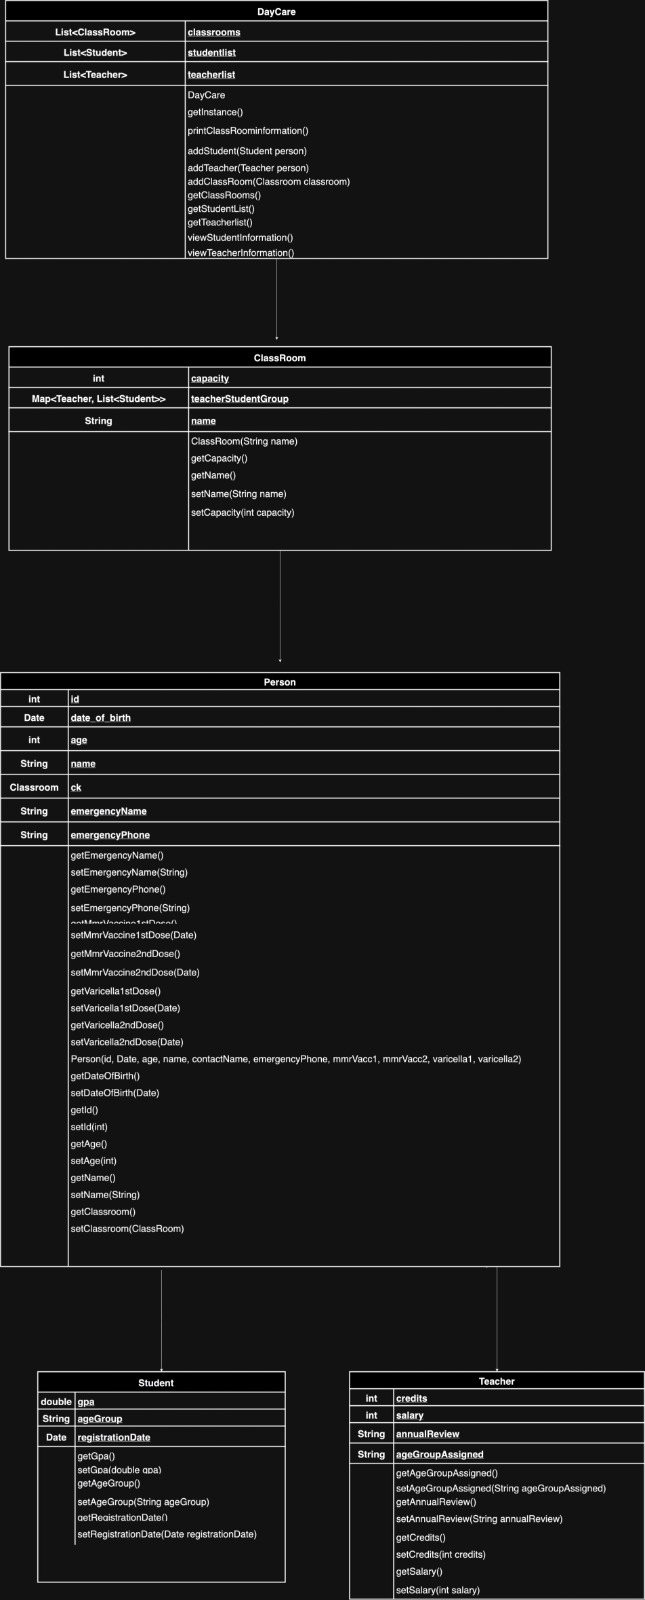 DayCare
List<ClassRoom> classrooms
List<Student> studentlist
List<Teacher> teacherlist
DayCare
getInstance()
printClassRoominformation()
addStudent(Student person)
addTeacher(Teacher person)
addClassRoom(Classroom classroom)
getClassRooms()
getStudentList()
getTeacherlist()
viewStudentInformation()
viewTeacherInformation()
ClassRoom
int capacity
Map<Teacher, List<Student>> teacherStudentGroup
String name
ClassRoom(String name)
getCapacity()
getName()
setName(String name)
setCapacity(int capacity)
Person
int id
Date date_of_birth
int age
String name
Classroom ck
String emergencyName
String emergencyPhone
getEmergencyName()
setEmergencyName(String)
getEmergencyPhone()
setEmergencyPhone(String)
getMmrVaccine1stDose()
setMmrVaccine1stDose(Date)
getMmrVaccine2ndDose()
setMmrVaccine2ndDose(Date)
getVaricella1stDose()
setVaricella1stDose(Date)
getVaricella2ndDose()
setVaricella2ndDose(Date)
Person(id, Date, age, name, contactName, emergencyPhone, mmrVacc1, mmrVacc2, varicella1, varicella2)
getDateOfBirth()
setDateOfBirth(Date)
getId()
setId(int)
getAge()
setAge(int)
getName()
setName(String)
getClassroom()
setClassroom(ClassRoom)
Student
double gpa
String ageGroup
Date registrationDate
getGpa()
setGpa(double gpa)
getAgeGroup()
setAgeGroup(String ageGroup)
getRegistrationDate()
setRegistrationDate(Date registrationDate)
Teacher
int credits
int salary
String annualReview
String ageGroupAssigned
getAgeGroupAssigned()
setAgeGroupAssigned(String ageGroupAssigned)
getAnnualReview()
setAnnualReview(String annualReview)
getCredits()
setCredits(int credits)
getSalary()
setSalary(int salary)